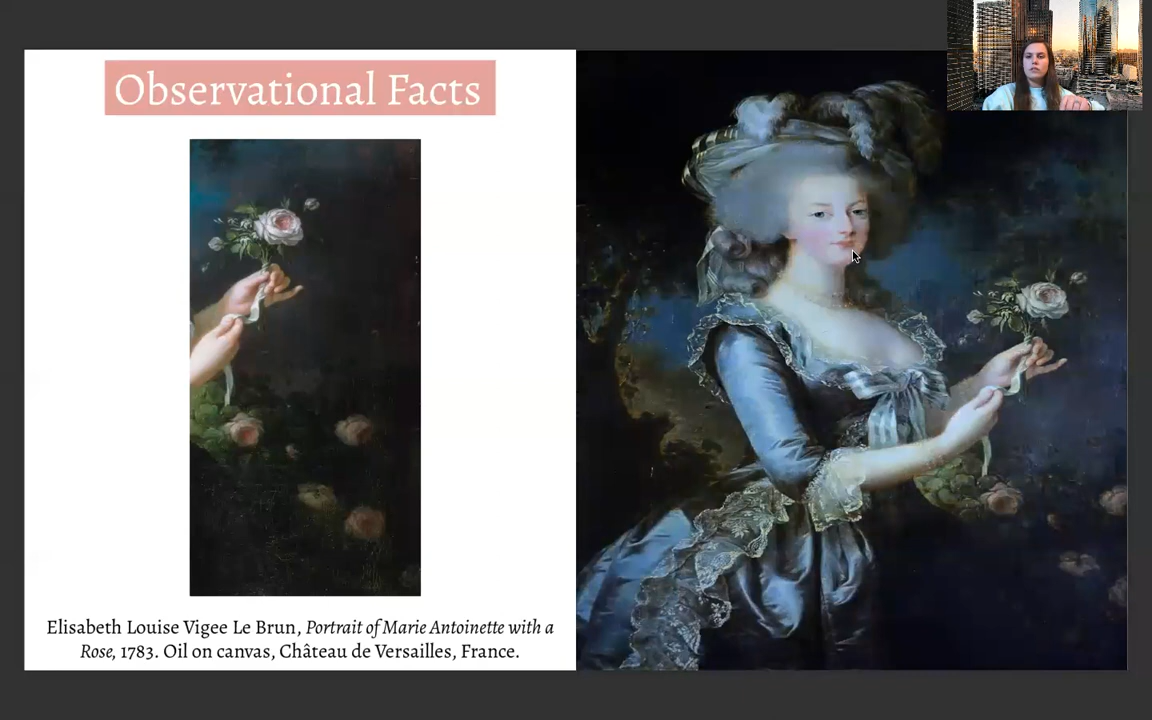 Observational Facts
Elisabeth Louise Vigee Le Brun, Portrait of Marie Antoinette with a
Rose, 1783. Oil on canvas, Château de Versailles, France.